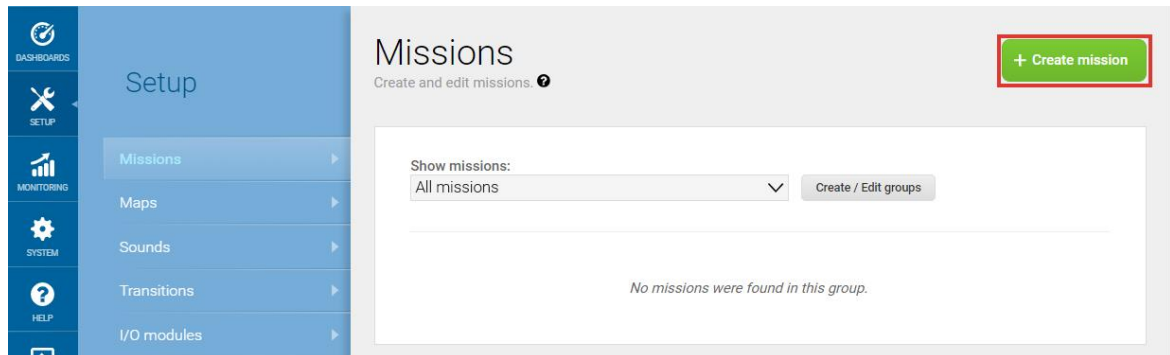 DASHBOARDS
SETUP
MONITORING
SYSTEM
HELP
Setup
Missions
Maps
Sounds
Transitions
I/O modules
Missions
Create and edit missions.
+ Create mission
Show missions:
All missions
Create / Edit groups
No missions were found in this group.